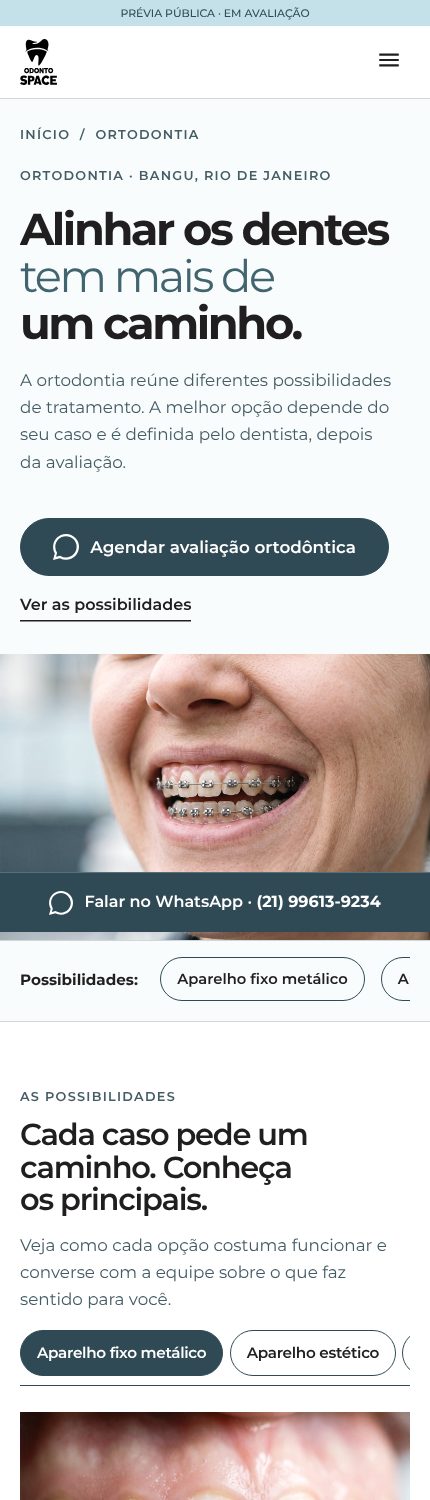 PRÉVIA PÚBLICA · EM AVALIAÇÃO
ODONTO
SPACE
INÍCIO / ORTODONTIA
ORTODONTIA · BANGU, RIO DE JANEIRO
Alinhar os dentes
tem mais de
um caminho.
A ortodontia reúne diferentes possibilidades
de tratamento. A melhor opção depende do
seu caso e é definida pelo dentista, depois
da avaliação.
Agendar avaliação ortodôntica
Ver as possibilidades
Falar no WhatsApp · (21) 99613-9234
Possibilidades: Aparelho fixo metálico
AS POSSIBILIDADES
Cada caso pede um
caminho. Conheça
os principais.
Veja como cada opção costuma funcionar e
converse com a equipe sobre o que faz
sentido para você.
Aparelho fixo metálico Aparelho estético